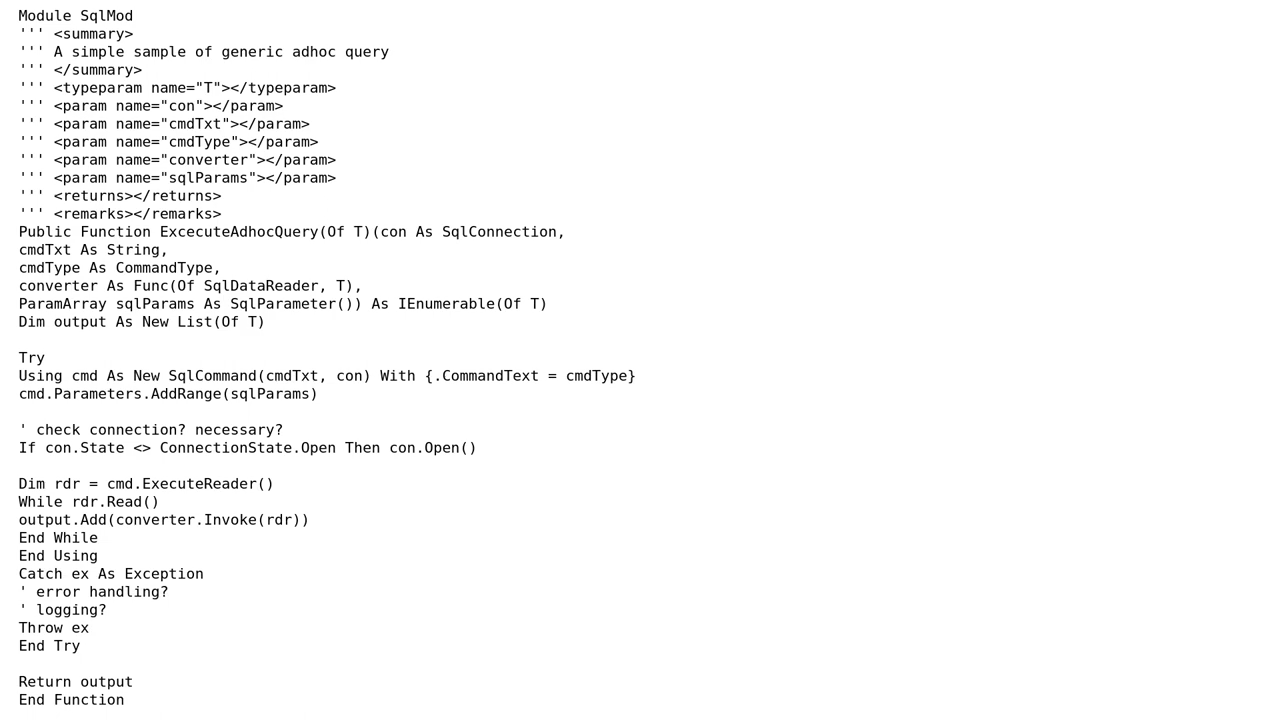 Module SqlMod
''' <summary>
''' A simple sample of generic adhoc query
''' </summary>
''' <typeparam name="T"></typeparam>
''' <param name="con"></param>
''' <param name="cmdTxt"></param>
''' <param name="cmdType"></param>
''' <param name="converter"></param>
''' <param name="sqlParams"></param>
''' <returns></returns>
''' <remarks></remarks>
Public Function ExcecuteAdhocQuery(Of T)(con As SqlConnection,
cmdTxt As String,
cmdType As CommandType,
converter As Func(Of SqlDataReader, T),
ParamArray sqlParams As SqlParameter()) As IEnumerable(Of T)
Dim output As New List(Of T)

Try
Using cmd As New SqlCommand(cmdTxt, con) With {.CommandText = cmdType}
cmd.Parameters.AddRange(sqlParams)

' check connection? necessary?
If con.State <> ConnectionState.Open Then con.Open()

Dim rdr = cmd.ExecuteReader()
While rdr.Read()
output.Add(converter.Invoke(rdr))
End While
End Using
Catch ex As Exception
' error handling?
' logging?
Throw ex
End Try

Return output
End Function